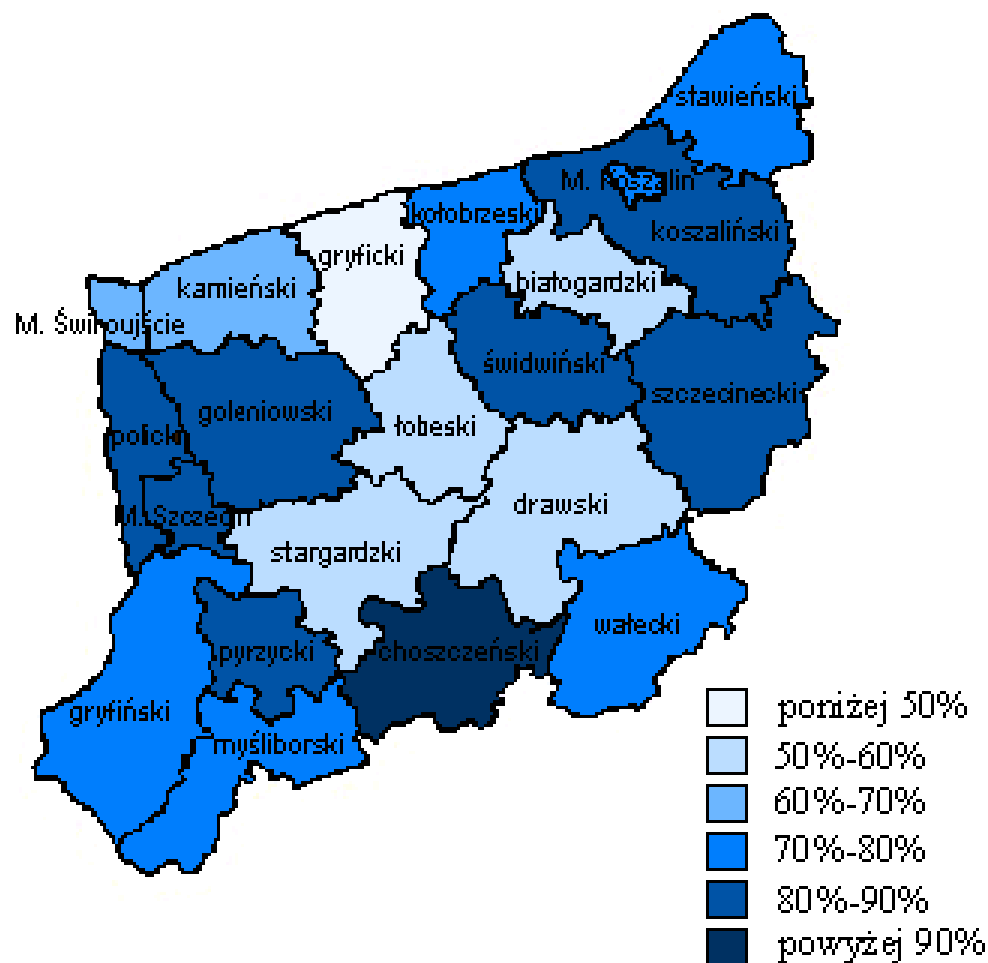 sławieński
M. Koszalin
kołobrzeski
koszaliński
gryficki
białogardzki
kamieński
M. Świnoujście
świdwiński
szczecinecki
goleniowski
łobeski
policki
drawski
M. Szczecin
stargardzki
wałecki
pyrzycki
choszczeński
gryfiński
myśliborski
poniżej 50%
50%-60%
60%-70%
70%-80%
80%-90%
powyżej 90%